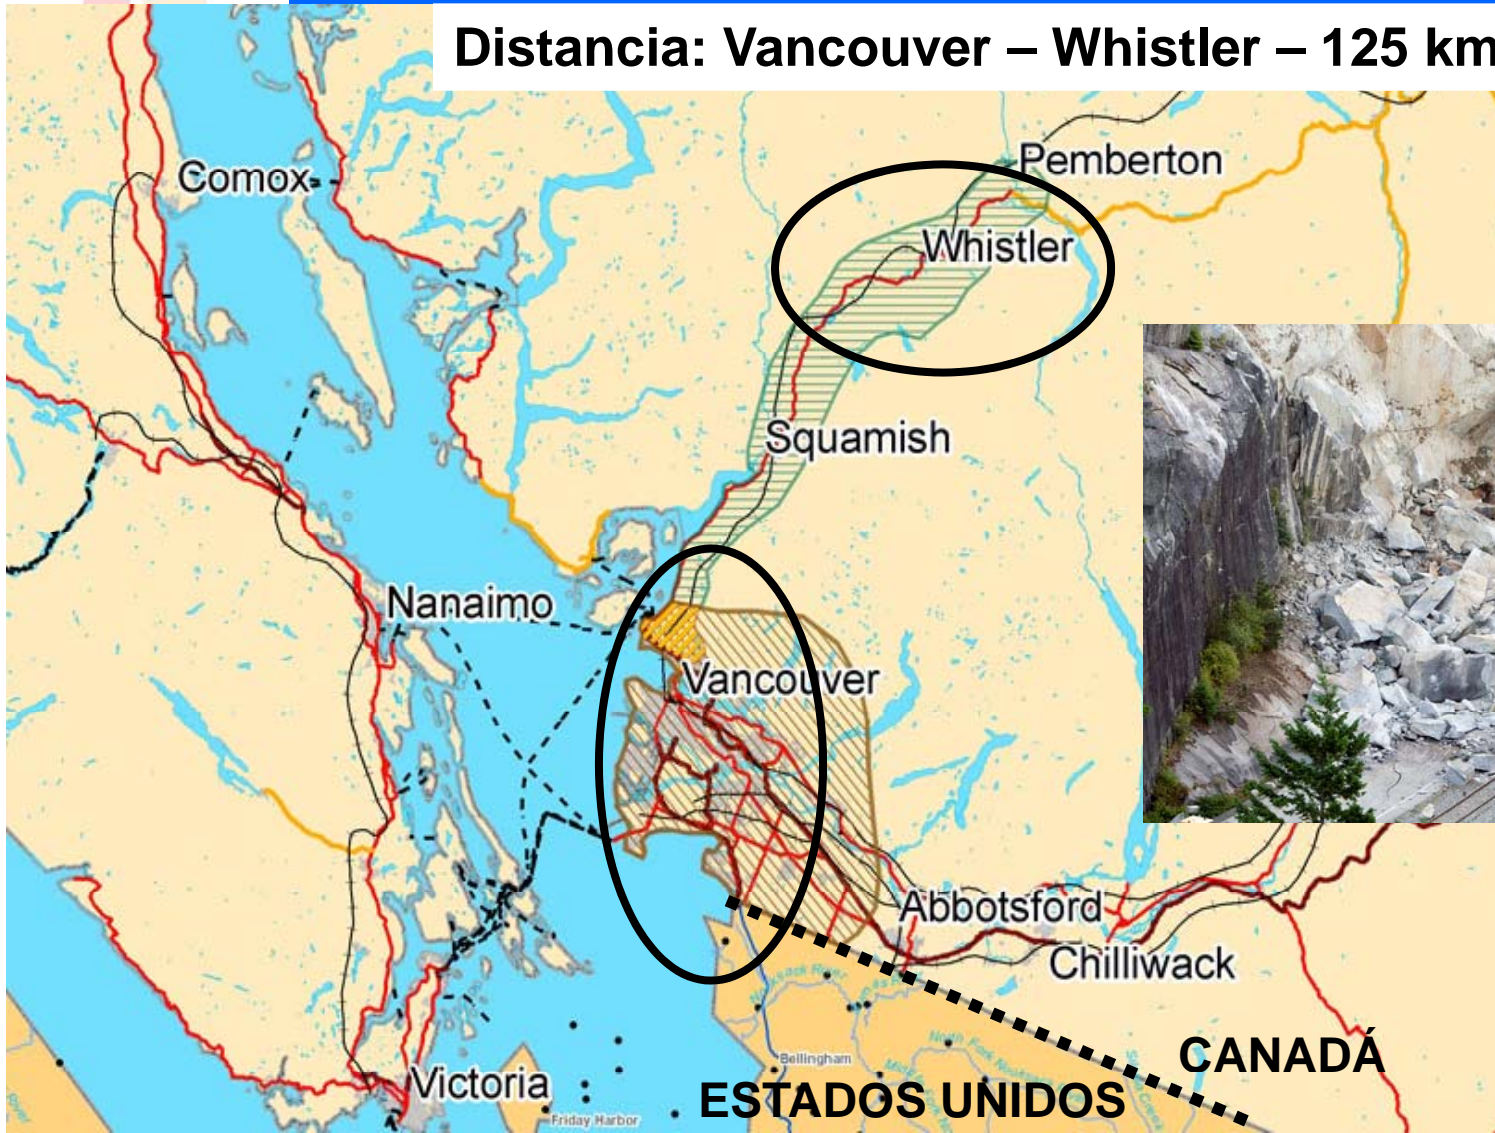 Distancia: Vancouver – Whistler – 125 km
Pemberton
Comox
Whistler
Squamish
Nanaimo
Vancouver
Abbotsford
Chilliwack
CANADÁ
Bellingham
Victoria
ESTADOS UNIDOS
Friday Harbor